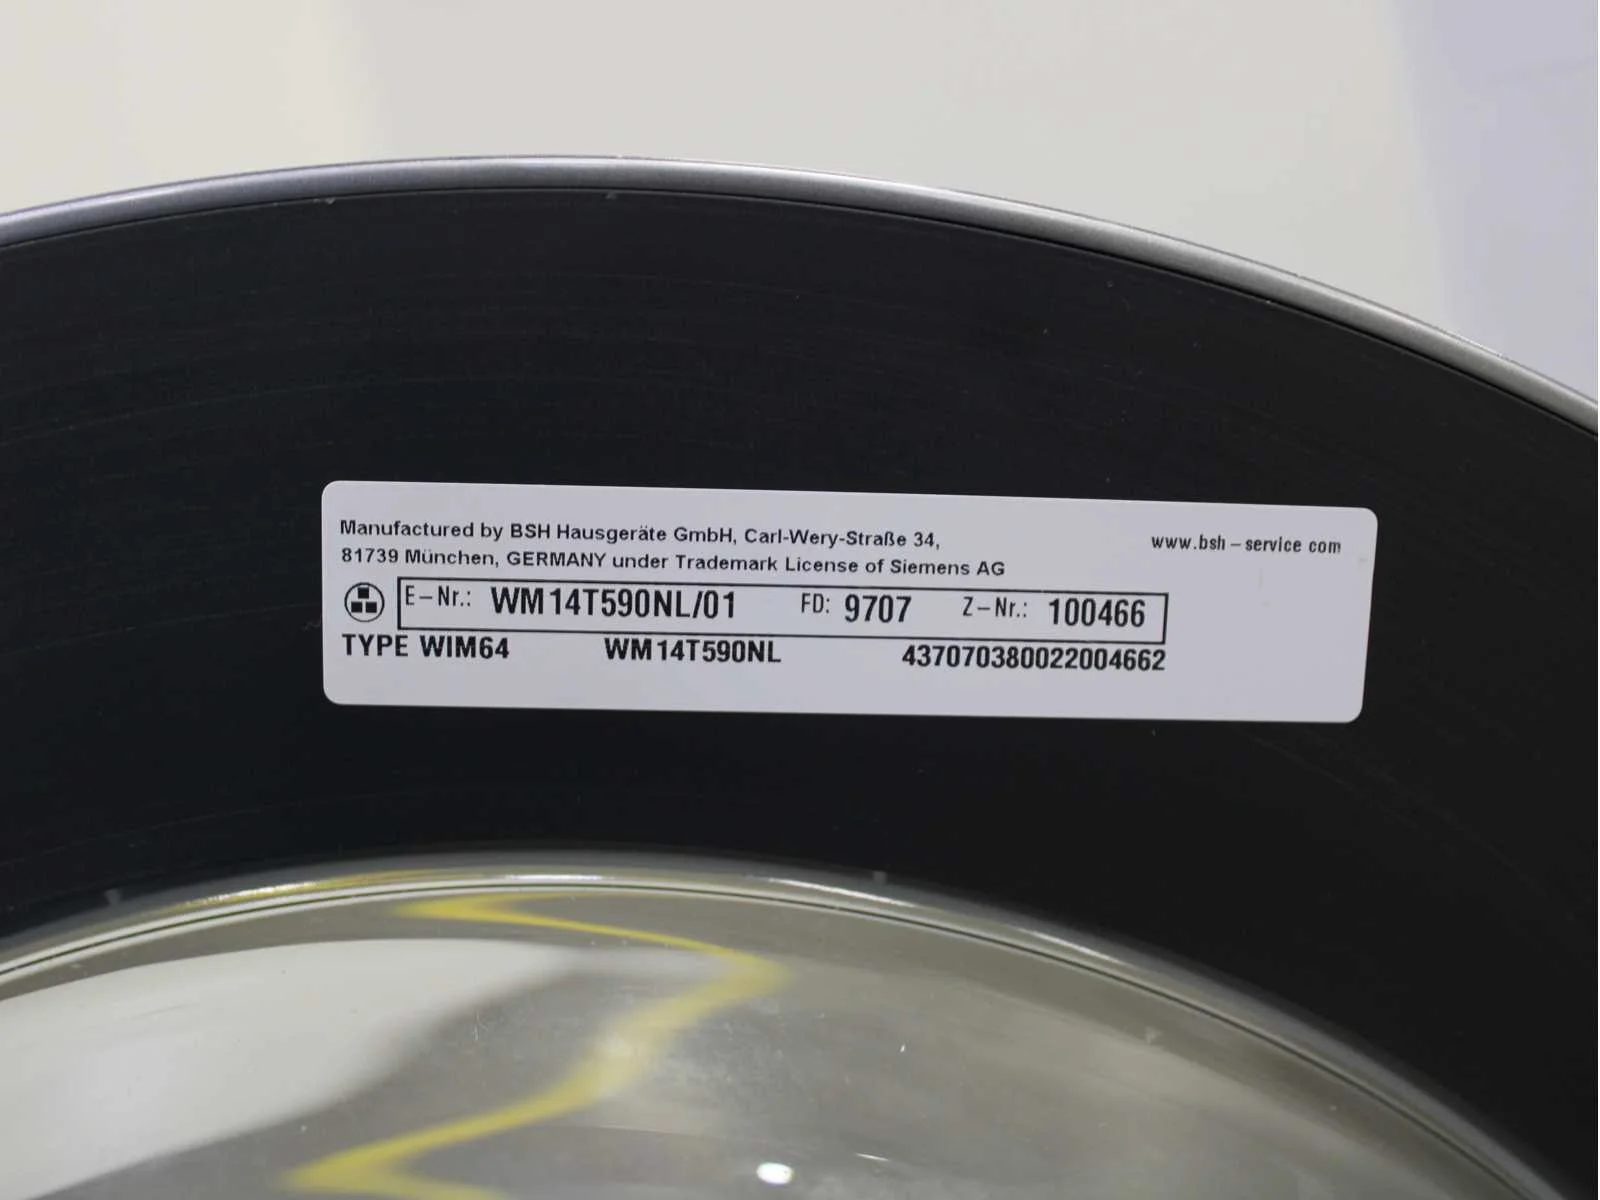 Manufactured by BSH Hausgeräte GmbH, Carl-Wery-Straße 34,
81739 München, GERMANY under Trademark License of Siemens AG
www.bsh-service com
E-Nr.: WM14T590NL/01 FD: 9707 Z-Nr.: 100466
TYPE WIM64 WM14T590NL 437070380022004662